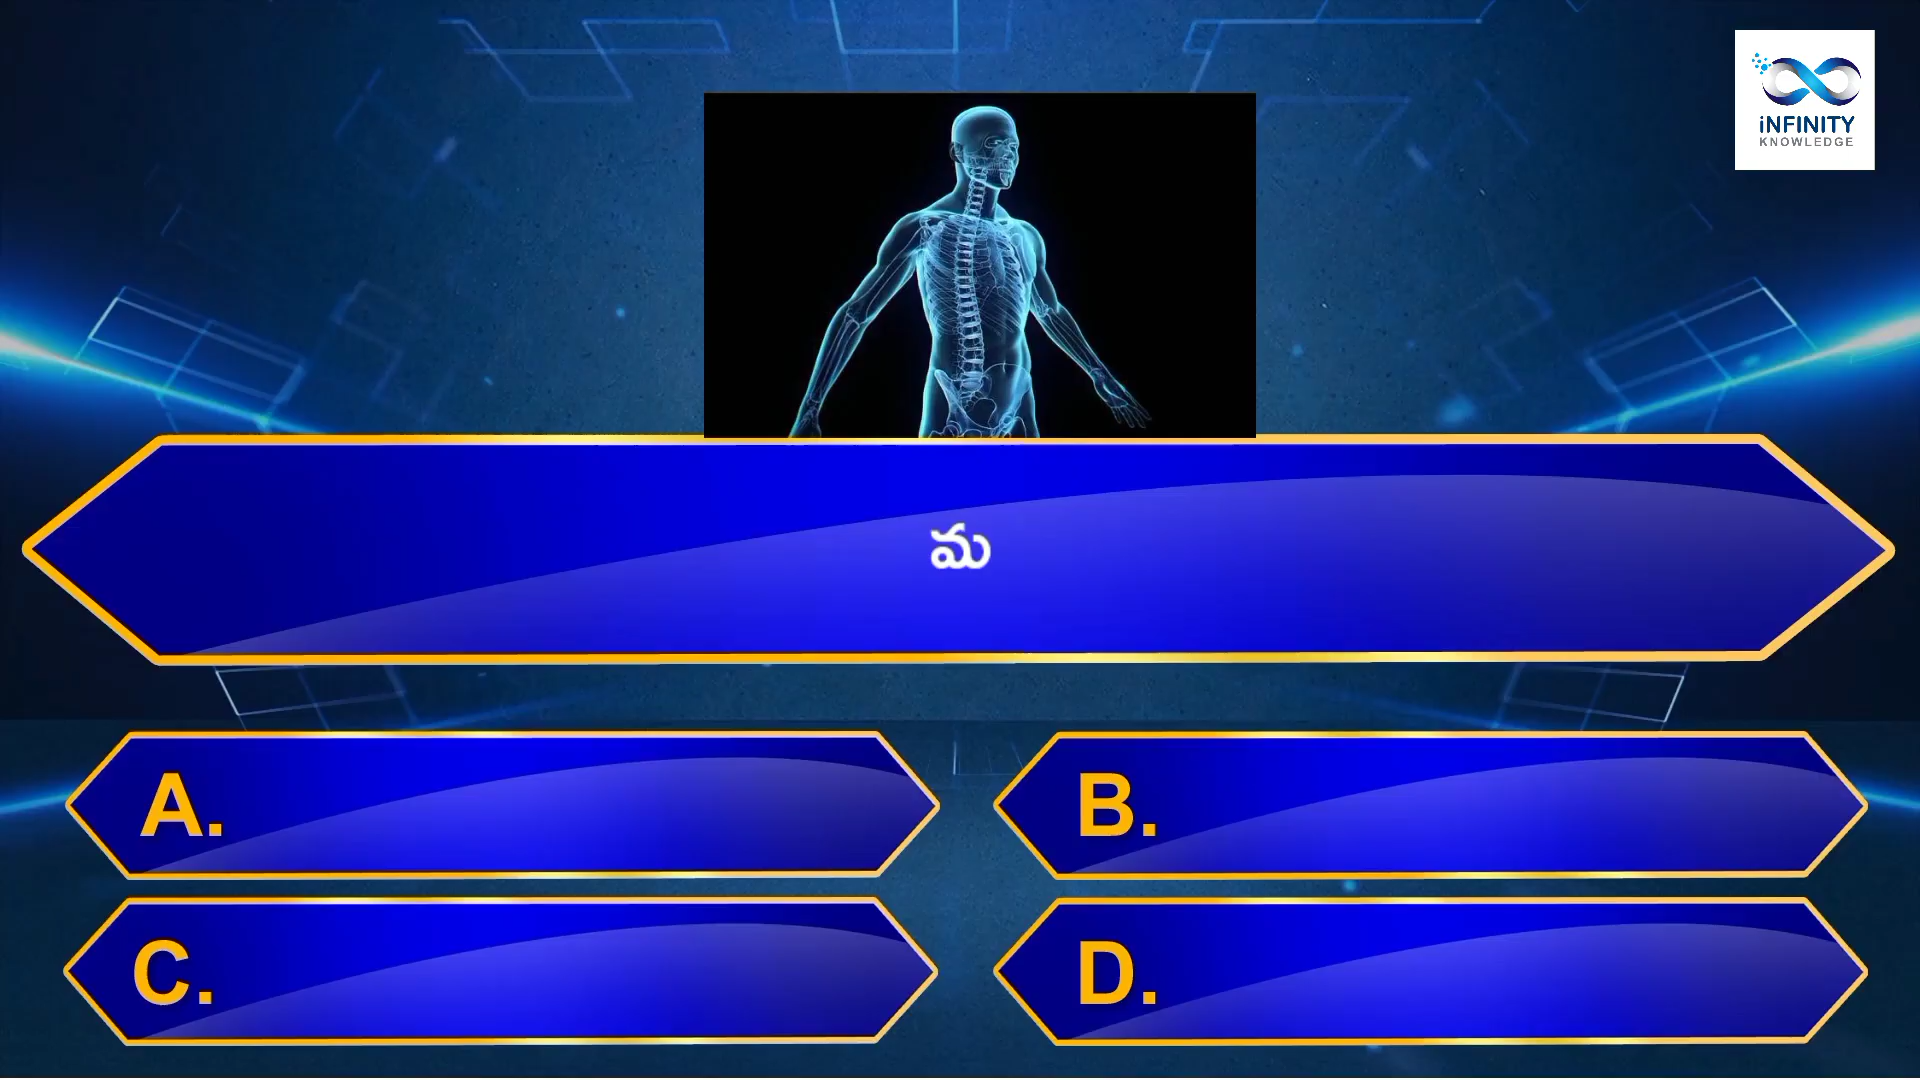 iNFINITY
KNOWLEDGE
మ
A.
B.
C.
D.